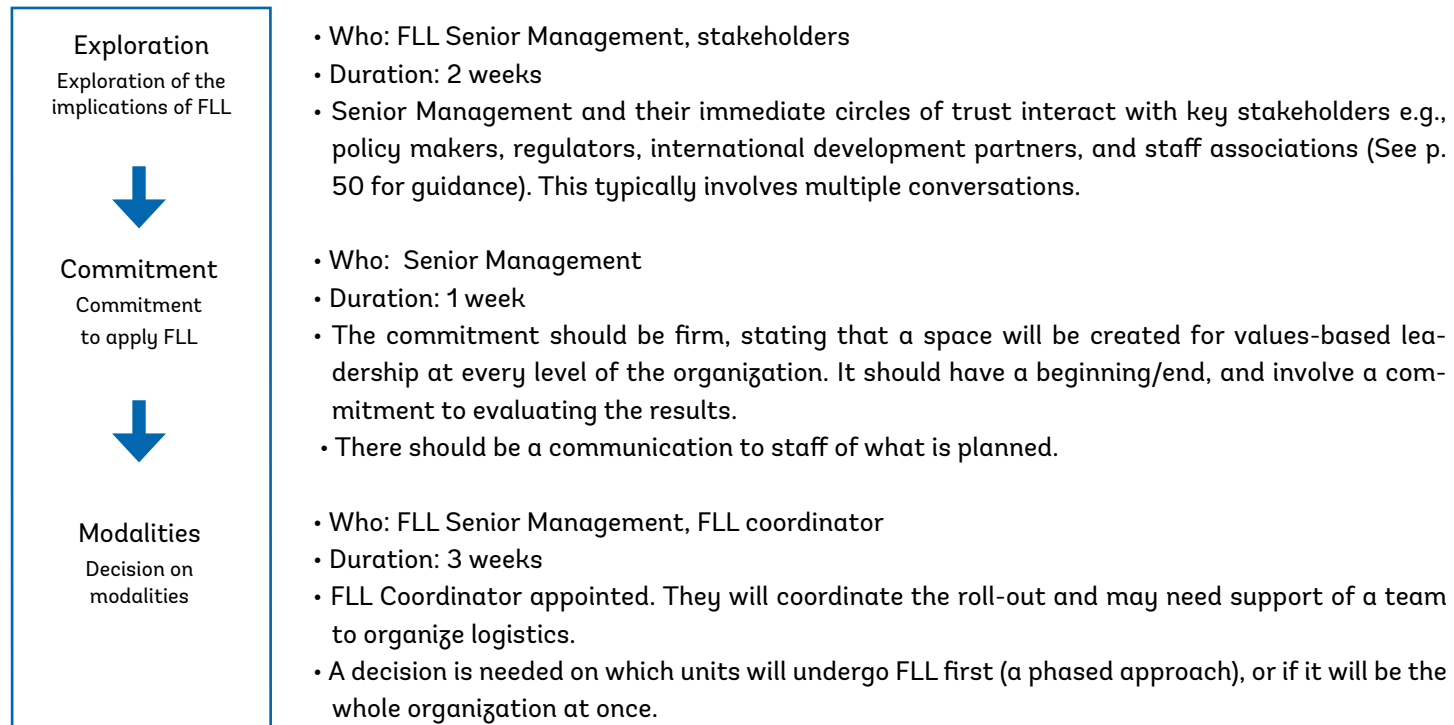 Exploration
Exploration of the
implications of FLL
• Who: FLL Senior Management, stakeholders
• Duration: 2 weeks
• Senior Management and their immediate circles of trust interact with key stakeholders e.g.,
policy makers, regulators, international development partners, and staff associations (See p.
50 for guidance). This typically involves multiple conversations.
Commitment
Commitment
to apply FLL
• Who:  Senior Management
• Duration: 1 week
• The commitment should be firm, stating that a space will be created for values-based lea-
dership at every level of the organization. It should have a beginning/end, and involve a com-
mitment to evaluating the results.
• There should be a communication to staff of what is planned.
Modalities
Decision on
modalities
• Who: FLL Senior Management, FLL coordinator
• Duration: 3 weeks
• FLL Coordinator appointed. They will coordinate the roll-out and may need support of a team
to organize logistics.
• A decision is needed on which units will undergo FLL first (a phased approach), or if it will be the
whole organization at once.